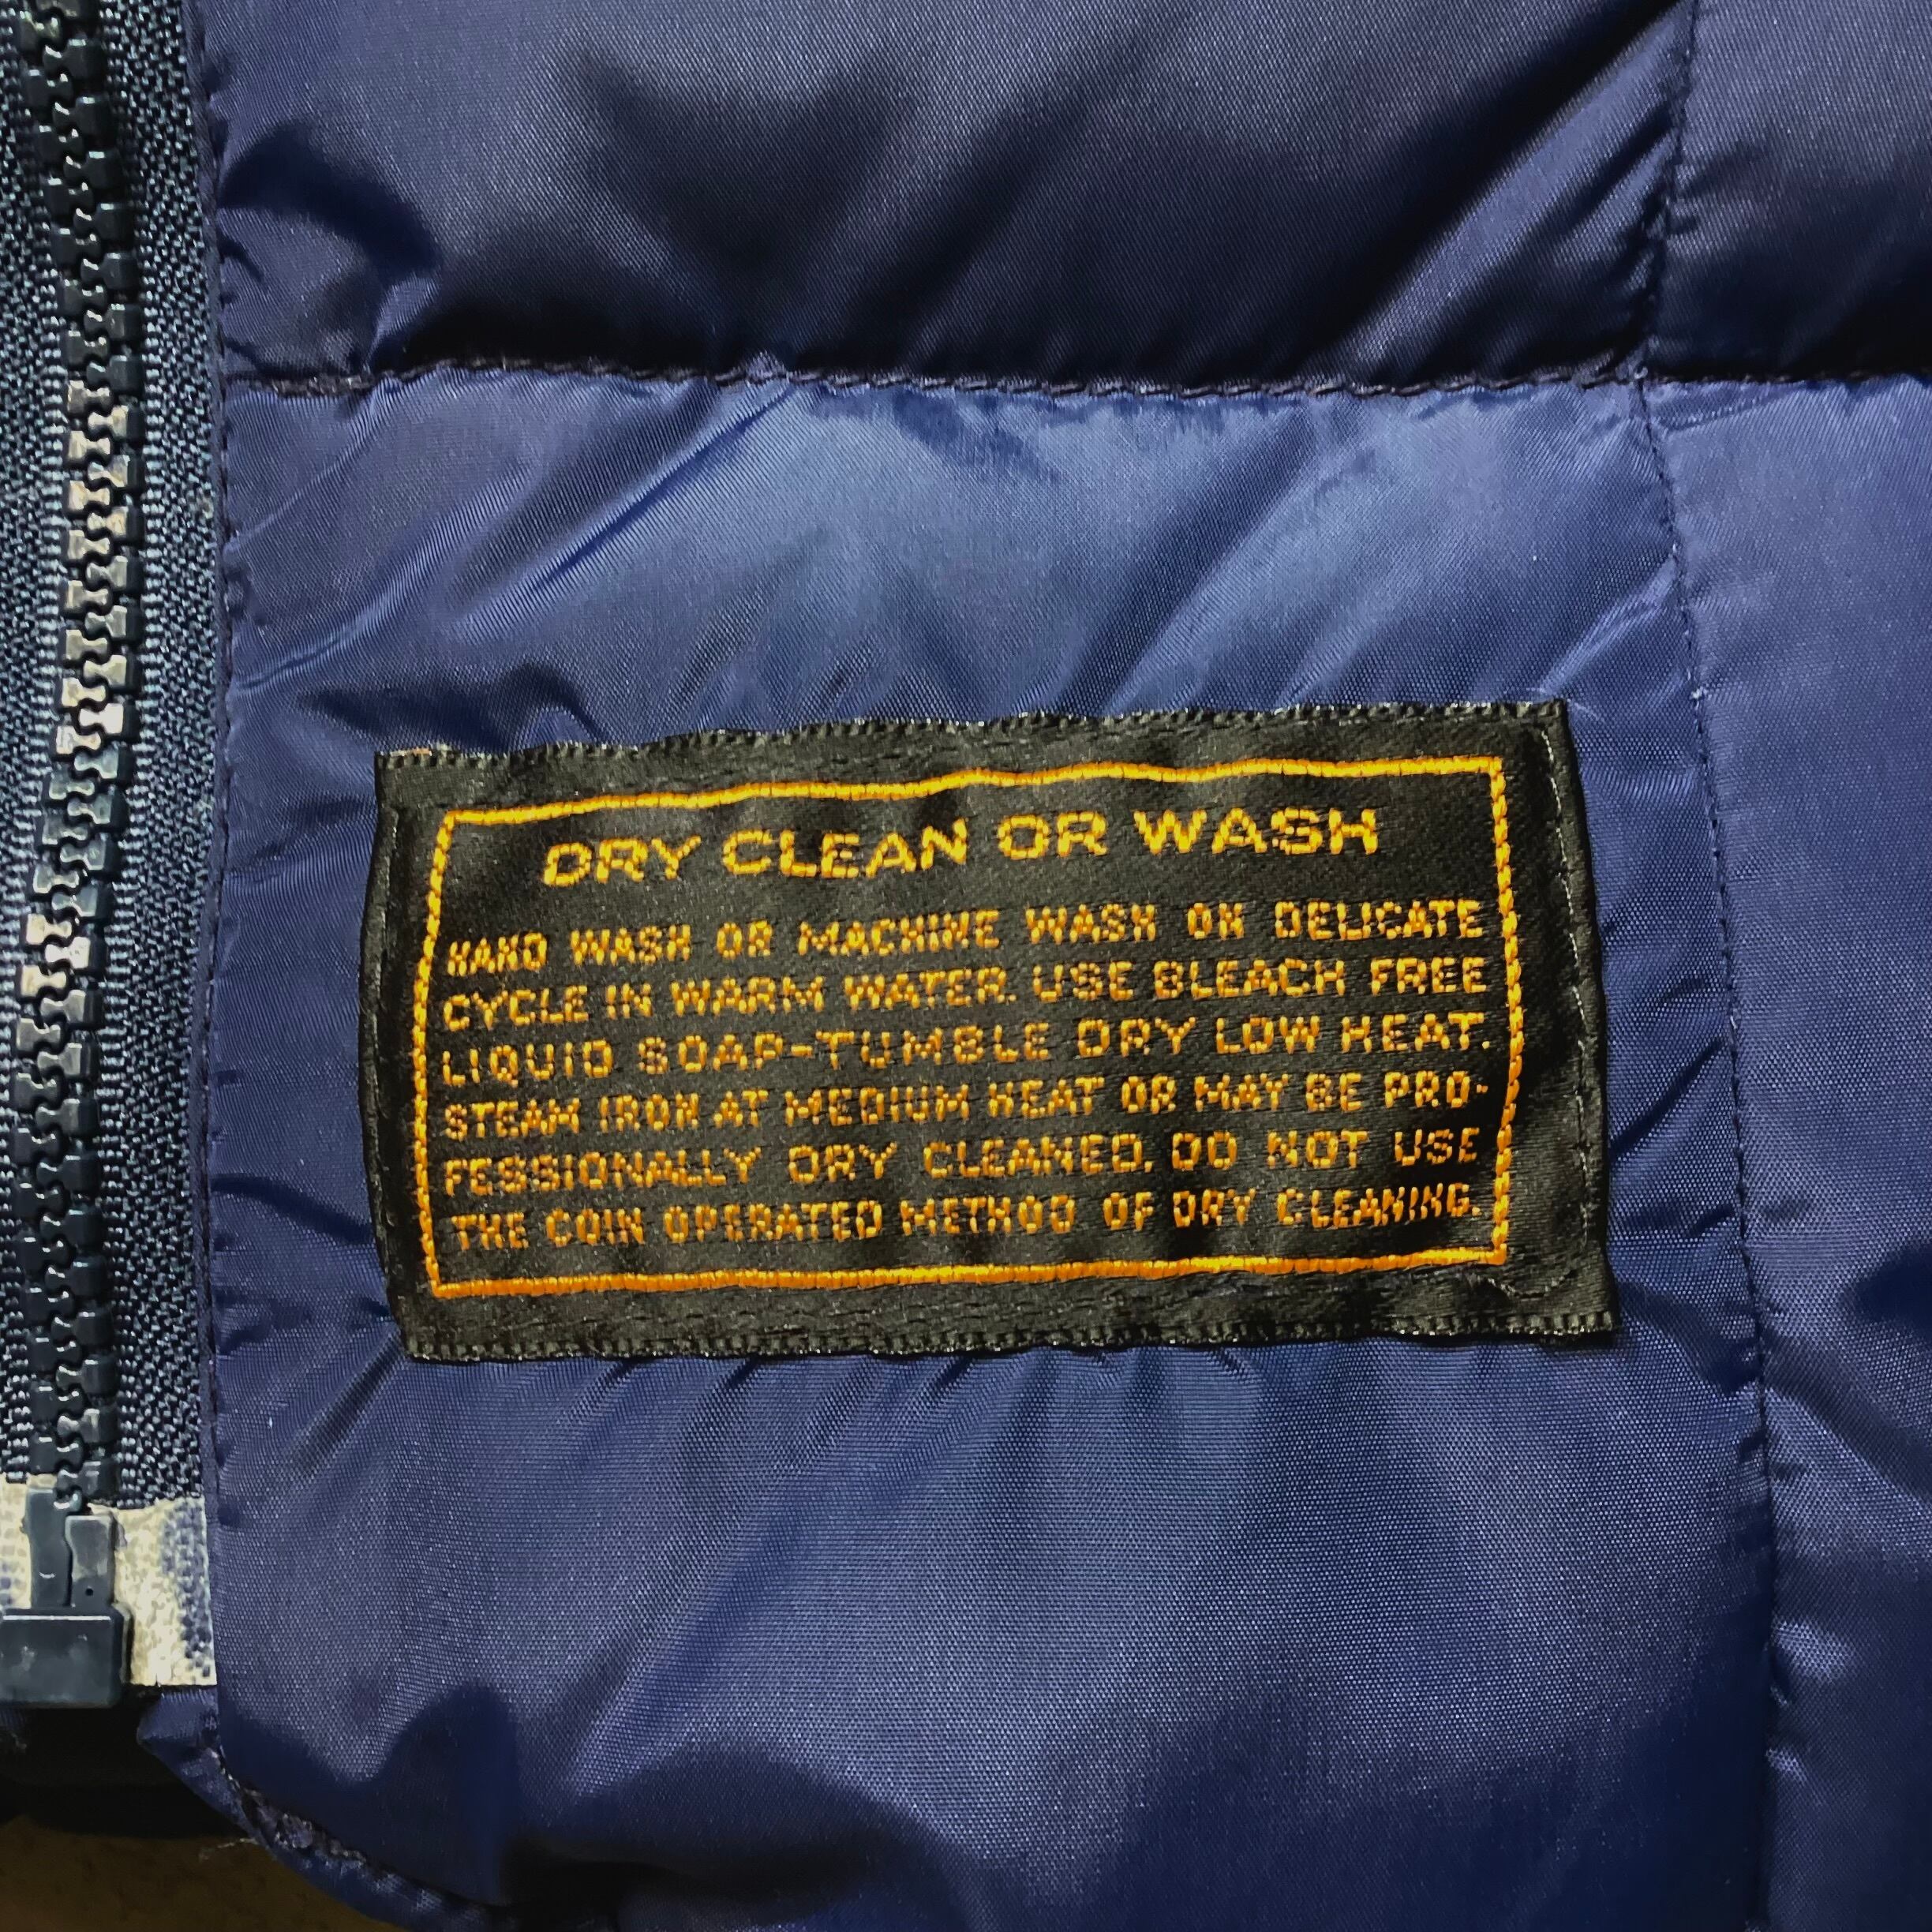 DRY CLEAN OR WASH
HAND WASH OR MACHINE WASH ON DELICATE
CYCLE IN WARM WATER. USE BLEACH FREE
LIQUID SOAP-TUMBLE DRY LOW HEAT.
STEAM IRON AT MEDIUM HEAT OR MAY BE PRO-
FESSIONALLY DRY CLEANED. DO NOT USE
THE COIN OPERATED METHOD OF DRY CLEANING.